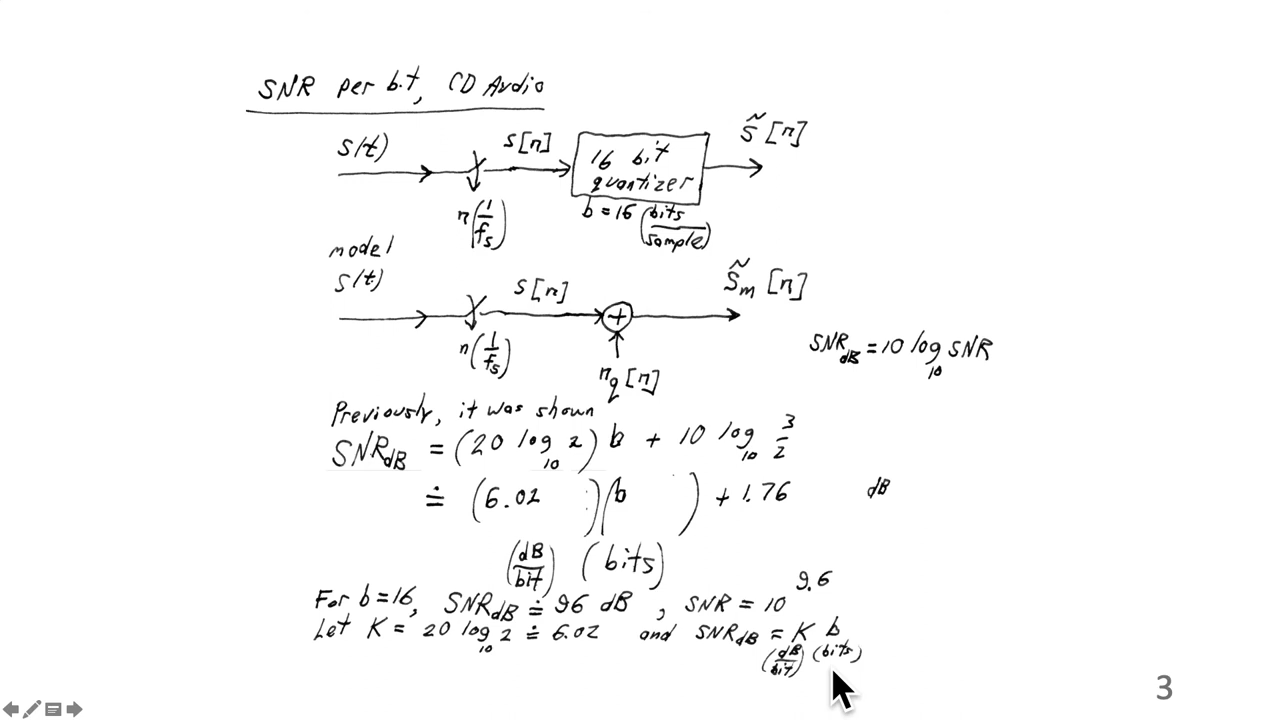 SNR per bit, CD Audio
s(t) s[n] 16 bit quantizer s̃[n]
n(1/fs) b = 16 (bits/sample)
model
s(t) s[n] + s̃m[n]
n(1/fs) nq[n]
SNRdB = 10 log10 SNR
Previously, it was shown
SNRdB = (20 log10 2) b + 10 log10 3/2
≐ (6.02 )(b ) + 1.76 dB
(dB/bit) (bits)
For b = 16, SNRdB ≐ 96 dB, SNR = 10^9.6
Let K = 20 log10 2 ≐ 6.02 and SNRdB = K b
(dB/bit) (bits)
3